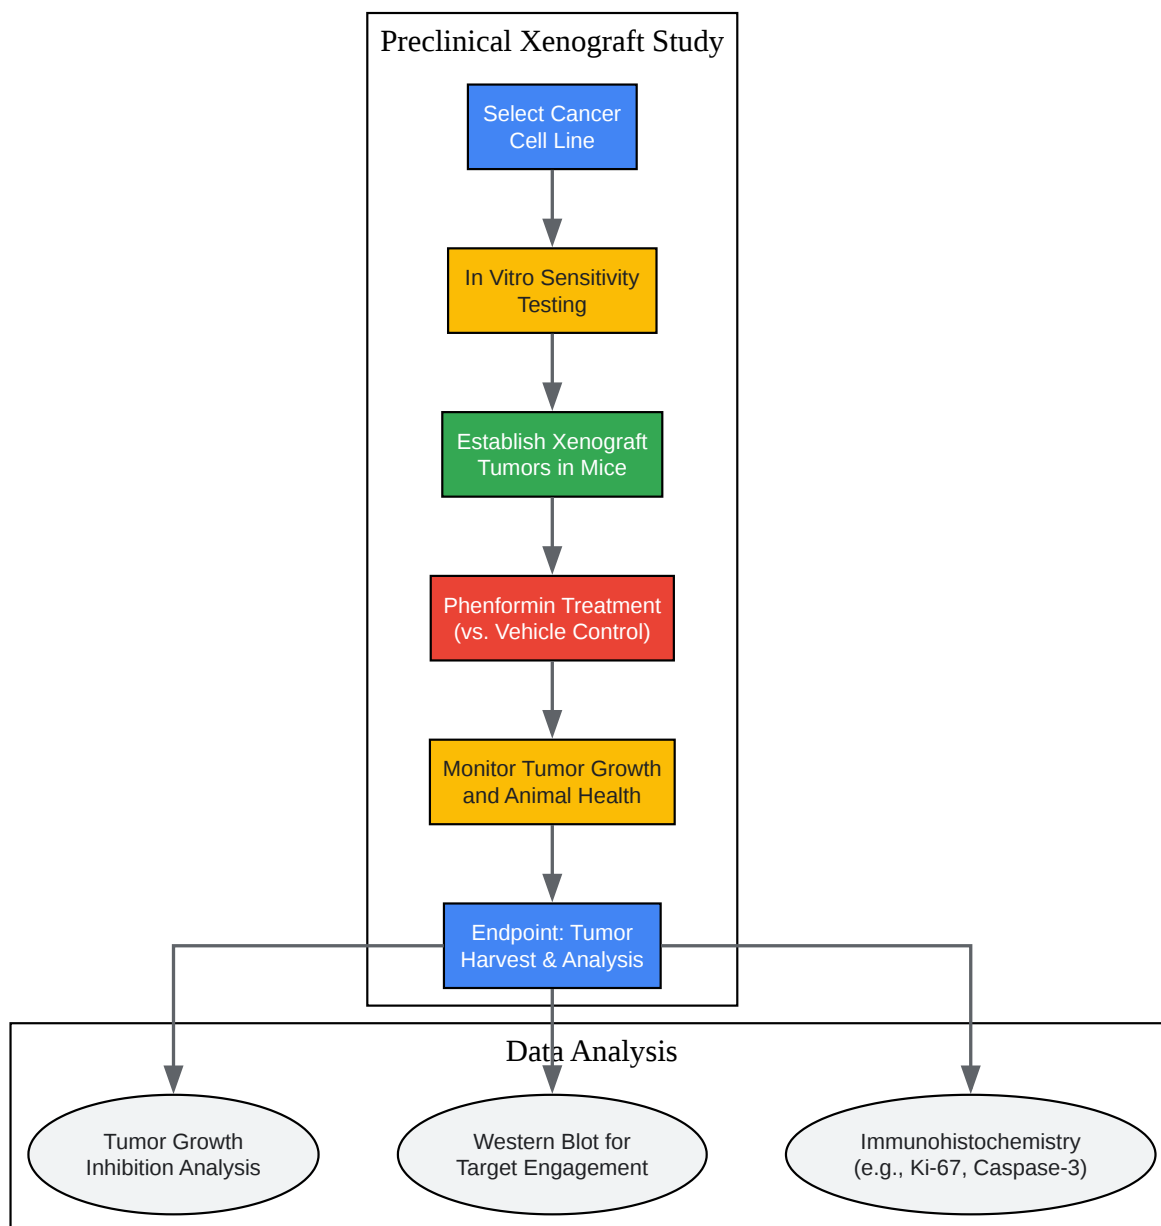 Preclinical Xenograft Study
Select Cancer
Cell Line
In Vitro Sensitivity
Testing
Establish Xenograft
Tumors in Mice
Phenformin Treatment
(vs. Vehicle Control)
Monitor Tumor Growth
and Animal Health
Endpoint: Tumor
Harvest & Analysis
Data Analysis
Tumor Growth
Inhibition Analysis
Western Blot for
Target Engagement
Immunohistochemistry
(e.g., Ki-67, Caspase-3)